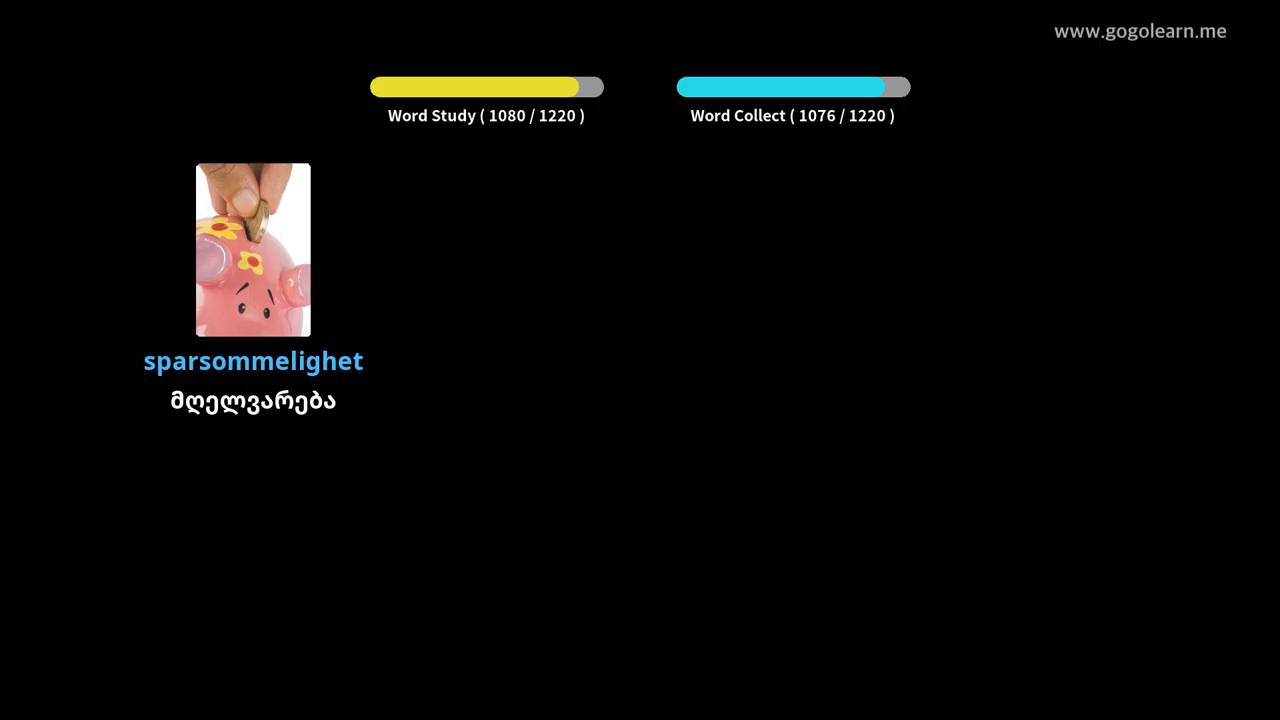 www.gogolearn.me
Word Study ( 1080 / 1220 )
Word Collect ( 1076 / 1220 )
sparsommelighet
მღელვარება